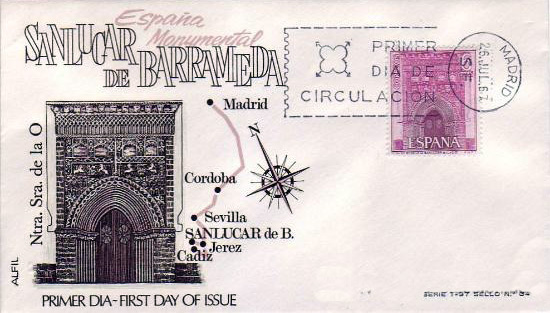 España
Monumental
SANLUCAR
DE BARRAMEDA
PRIMER
DIA DE
CIRCULACION
MADRID
26.JUL.67
ESPAÑA
Madrid
Cordoba
Sevilla
SANLUCAR de B.
Jerez
Cadiz
N
Ntra. Sra. de la O
ALFIL
PRIMER DIA-FIRST DAY OF ISSUE
SERIE 1-97 SELLO N.º 84